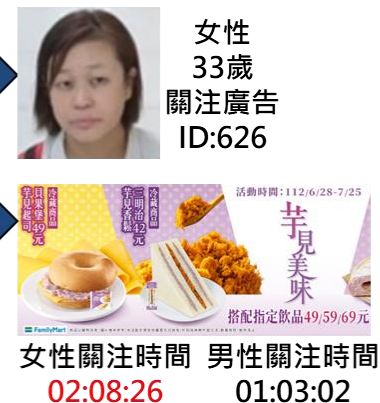 女性
33歲
關注廣告
ID:626
冷藏商品
芋見起司
貝果堡49元
冷藏商品
芋見香鬆
三明治42元
活動時間:112/6/28-7/25
芋見美味
搭配指定飲品49/59/69元
FamilyMart
女性關注時間 男性關注時間
02:08:26 01:03:02